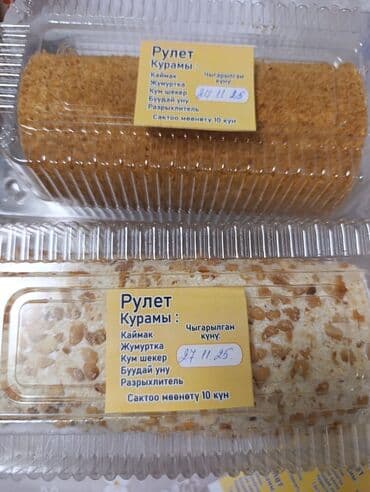 Рулет
Курамы:
Каймак
Жумуртка
Кум шекер
Буудай уну
Разрыхлитель
Чыгарылган
күнү:
27 11 25
Сактоо мөөнөтү 10 күн
Рулет
Курамы :
Каймак
Жумуртка
Кум шекер
Буудай уну
Разрыхлитель
Чыгарылган
күнү:
27 11 25
Сактоо мөөнөтү 10 күн